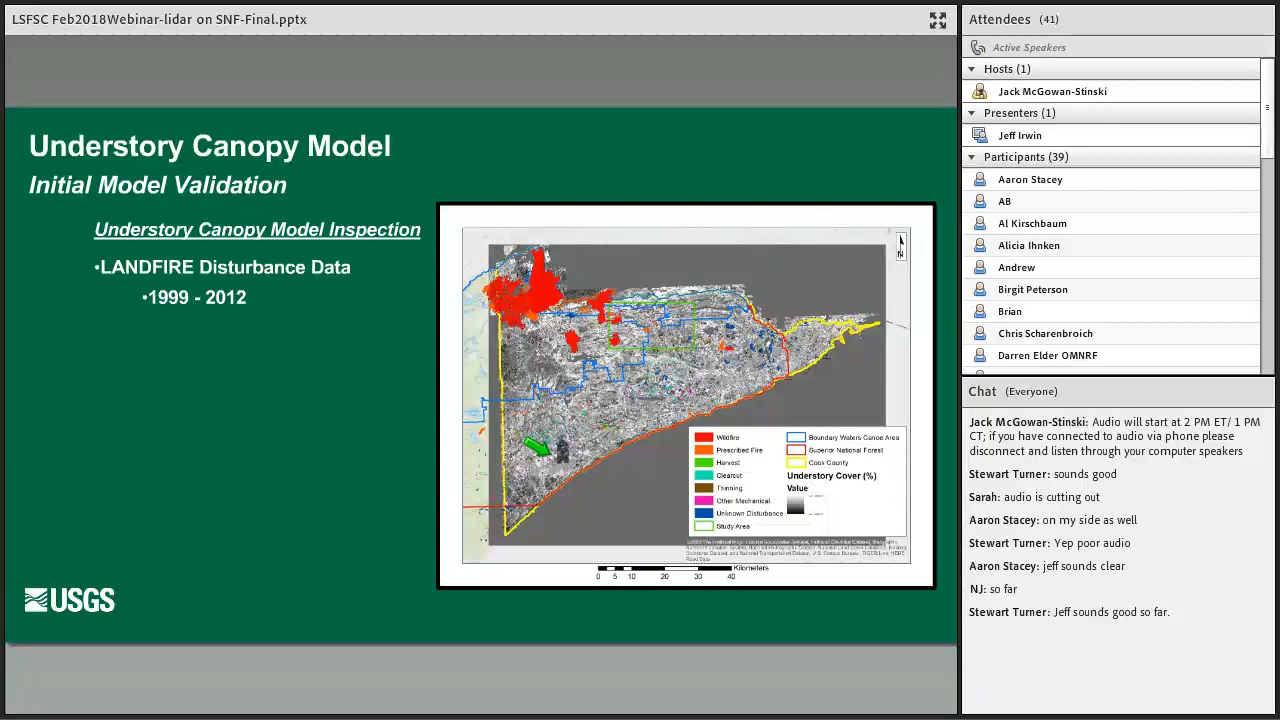 LSFSC Feb2018Webinar-lidar on SNF-Final.pptx
Understory Canopy Model
Initial Model Validation
Understory Canopy Model Inspection
•LANDFIRE Disturbance Data
•1999 - 2012
N
Wildfire
Prescribed Fire
Harvest
Clearcut
Thinning
Other Mechanical
Unknown Disturbance
Study Area
Boundary Waters Canoe Area
Superior National Forest
Cook County
Understory Cover (%)
Value
Kilometers
0 5 10 20 30 40
USGS
Attendees (41)
Active Speakers
Hosts (1)
Jack McGowan-Stinski
Presenters (1)
Jeff Irwin
Participants (39)
Aaron Stacey
AB
Al Kirschbaum
Alicia Ihnken
Andrew
Birgit Peterson
Brian
Chris Scharenbroich
Darren Elder OMNRF
Chat (Everyone)
Jack McGowan-Stinski: Audio will start at 2 PM ET/ 1 PM
CT; if you have connected to audio via phone please
disconnect and listen through your computer speakers
Stewart Turner: sounds good
Sarah: audio is cutting out
Aaron Stacey: on my side as well
Stewart Turner: Yep poor audio
Aaron Stacey: jeff sounds clear
NJ: so far
Stewart Turner: Jeff sounds good so far.